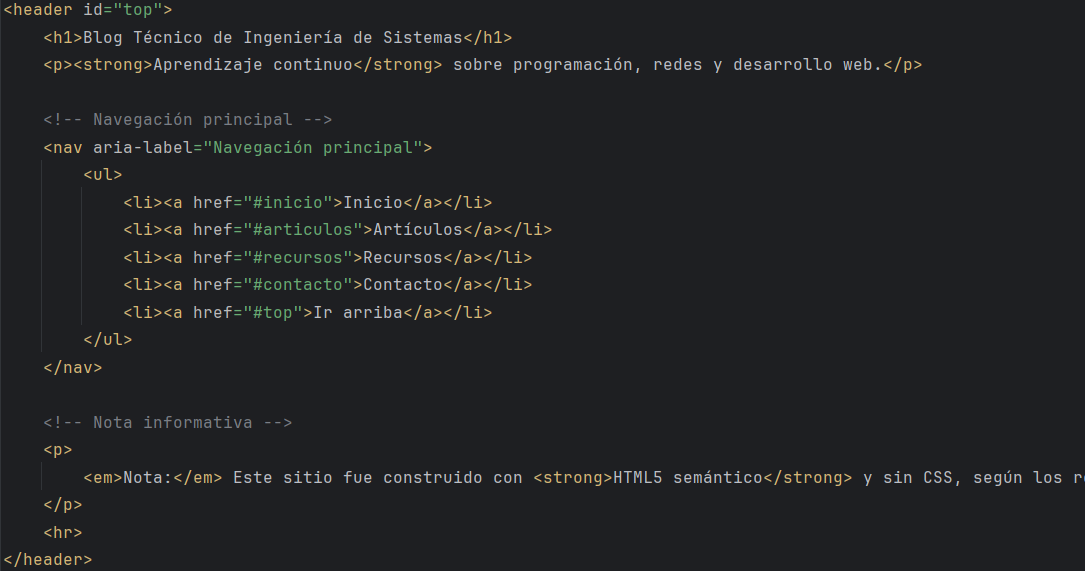 <header id="top">
<h1>Blog Técnico de Ingeniería de Sistemas</h1>
<p><strong>Aprendizaje continuo</strong> sobre programación, redes y desarrollo web.</p>
<!-- Navegación principal -->
<nav aria-label="Navegación principal">
<ul>
<li><a href="#inicio">Inicio</a></li>
<li><a href="#articulos">Artículos</a></li>
<li><a href="#recursos">Recursos</a></li>
<li><a href="#contacto">Contacto</a></li>
<li><a href="#top">Ir arriba</a></li>
</ul>
</nav>
<!-- Nota informativa -->
<p>
<em>Nota:</em> Este sitio fue construido con <strong>HTML5 semántico</strong> y sin CSS, según los
</p>
<hr>
</header>